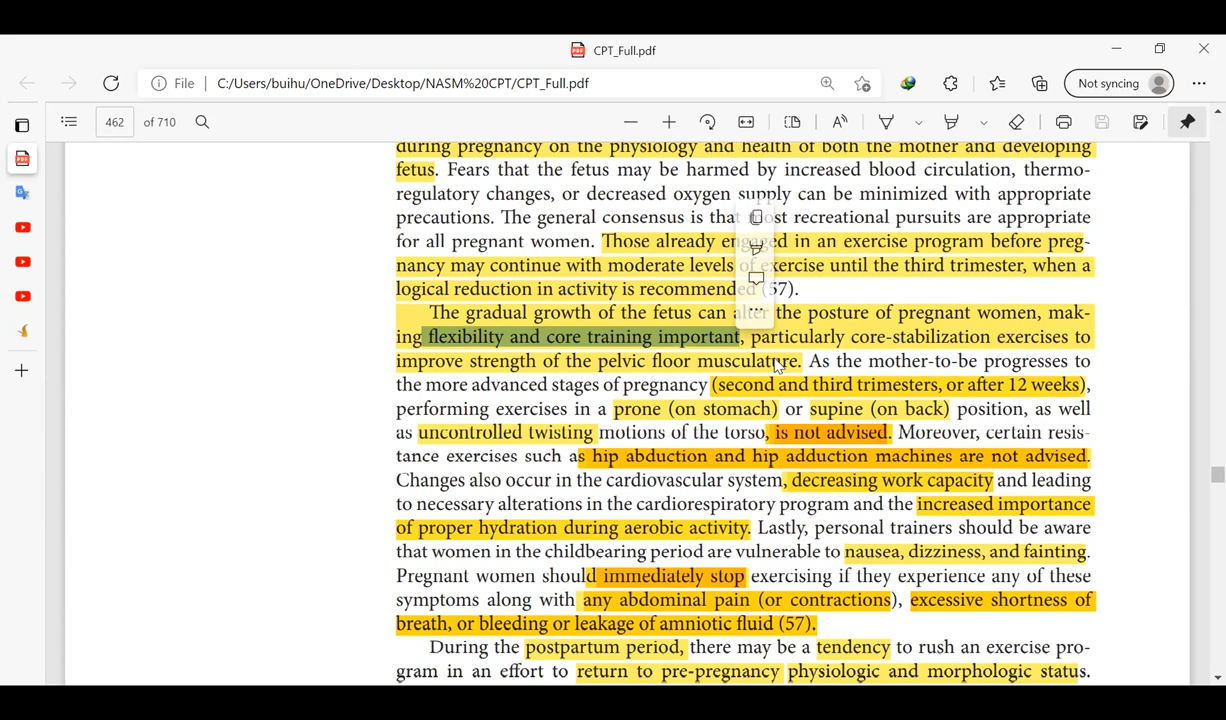 CPT_Full.pdf
File | C:/Users/buihu/OneDrive/Desktop/NASM%20CPT/CPT_Full.pdf
Not syncing
462 of 710
during pregnancy on the physiology and health of both the mother and developing
fetus. Fears that the fetus may be harmed by increased blood circulation, thermo-
regulatory changes, or decreased oxygen supply can be minimized with appropriate
precautions. The general consensus is that most recreational pursuits are appropriate
for all pregnant women. Those already engaged in an exercise program before preg-
nancy may continue with moderate levels of exercise until the third trimester, when a
logical reduction in activity is recommended (57).
The gradual growth of the fetus can alter the posture of pregnant women, mak-
ing flexibility and core training important, particularly core-stabilization exercises to
improve strength of the pelvic floor musculature. As the mother-to-be progresses to
the more advanced stages of pregnancy (second and third trimesters, or after 12 weeks),
performing exercises in a prone (on stomach) or supine (on back) position, as well
as uncontrolled twisting motions of the torso, is not advised. Moreover, certain resis-
tance exercises such as hip abduction and hip adduction machines are not advised.
Changes also occur in the cardiovascular system, decreasing work capacity and leading
to necessary alterations in the cardiorespiratory program and the increased importance
of proper hydration during aerobic activity. Lastly, personal trainers should be aware
that women in the childbearing period are vulnerable to nausea, dizziness, and fainting.
Pregnant women should immediately stop exercising if they experience any of these
symptoms along with any abdominal pain (or contractions), excessive shortness of
breath, or bleeding or leakage of amniotic fluid (57).
During the postpartum period, there may be a tendency to rush an exercise pro-
gram in an effort to return to pre-pregnancy physiologic and morphologic status.